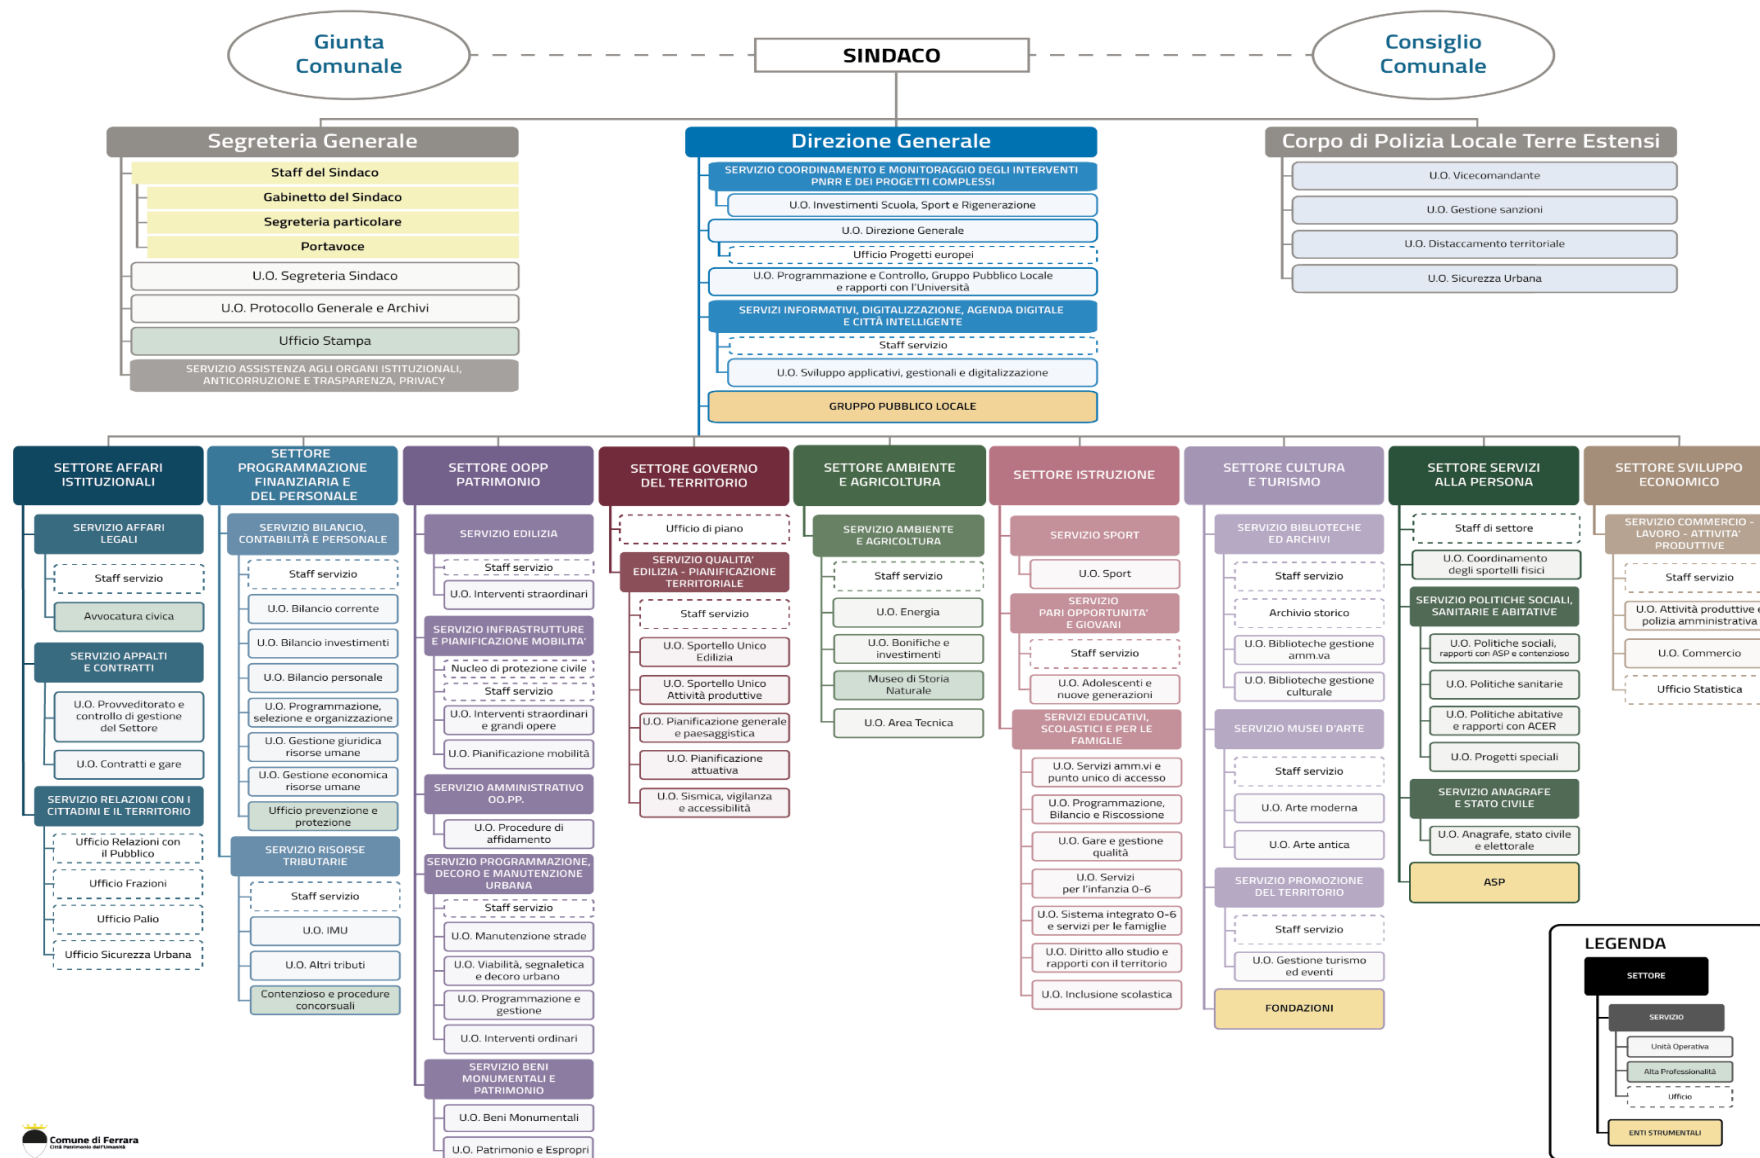 Giunta
Comunale
SINDACO
Consiglio
Comunale
Segreteria Generale
Staff del Sindaco
Gabinetto del Sindaco
Segreteria particolare
Portavoce
U.O. Segreteria Sindaco
U.O. Protocollo Generale e Archivi
Ufficio Stampa
SERVIZIO ASSISTENZA AGLI ORGANI ISTITUZIONALI,
ANTICORRUZIONE E TRASPARENZA, PRIVACY
Direzione Generale
SERVIZIO COORDINAMENTO E MONITORAGGIO DEGLI INTERVENTI
PNRR E DEI PROGETTI COMPLESSI
U.O. Investimenti Scuola, Sport e Rigenerazione
U.O. Direzione Generale
Ufficio Progetti europei
U.O. Programmazione e Controllo, Gruppo Pubblico Locale
e rapporti con l'Università
SERVIZI INFORMATIVI, DIGITALIZZAZIONE, AGENDA DIGITALE
E CITTÀ INTELLIGENTE
Staff servizio
U.O. Sviluppo applicativi, gestionali e digitalizzazione
GRUPPO PUBBLICO LOCALE
Corpo di Polizia Locale Terre Estensi
U.O. Vicecomandante
U.O. Gestione sanzioni
U.O. Distaccamento territoriale
U.O. Sicurezza Urbana
SETTORE AFFARI
ISTITUZIONALI
SERVIZIO AFFARI
LEGALI
Staff servizio
Avvocatura civica
SERVIZIO APPALTI
E CONTRATTI
U.O. Provveditorato e
controllo di gestione
del Settore
U.O. Contratti e gare
SERVIZIO RELAZIONI CON I
CITTADINI E IL TERRITORIO
Ufficio Relazioni con
il Pubblico
Ufficio Frazioni
Ufficio Palio
Ufficio Sicurezza Urbana
SETTORE
PROGRAMMAZIONE
FINANZIARIA E
DEL PERSONALE
SERVIZIO BILANCIO,
CONTABILITÀ E PERSONALE
Staff servizio
U.O. Bilancio corrente
U.O. Bilancio investimenti
U.O. Bilancio personale
U.O. Programmazione,
selezione e organizzazione
U.O. Gestione giuridica
risorse umane
U.O. Gestione economica
risorse umane
Ufficio prevenzione e
protezione
SERVIZIO RISORSE
TRIBUTARIE
Staff servizio
U.O. IMU
U.O. Altri tributi
Contenzioso e procedure
concorsuali
SETTORE OOPP
PATRIMONIO
SERVIZIO EDILIZIA
Staff servizio
U.O. Interventi straordinari
SERVIZIO INFRASTRUTTURE
E PIANIFICAZIONE MOBILITA'
Nucleo di protezione civile
Staff servizio
U.O. Interventi straordinari
e grandi opere
U.O. Pianificazione mobilità
SERVIZIO AMMINISTRATIVO
OO.PP.
U.O. Procedure di
affidamento
SERVIZIO PROGRAMMAZIONE,
DECORO E MANUTENZIONE
URBANA
Staff servizio
U.O. Manutenzione strade
U.O. Viabilità, segnaletica
e decoro urbano
U.O. Programmazione e
gestione
U.O. Interventi ordinari
SERVIZIO BENI
MONUMENTALI E
PATRIMONIO
U.O. Beni Monumentali
U.O. Patrimonio e Espropri
SETTORE GOVERNO
DEL TERRITORIO
Ufficio di piano
SERVIZIO QUALITA'
EDILIZIA - PIANIFICAZIONE
TERRITORIALE
Staff servizio
U.O. Sportello Unico
Edilizia
U.O. Sportello Unico
Attività produttive
U.O. Pianificazione generale
e paesaggistica
U.O. Pianificazione
attuativa
U.O. Sismica, vigilanza
e accessibilità
SETTORE AMBIENTE
E AGRICOLTURA
SERVIZIO AMBIENTE
E AGRICOLTURA
Staff servizio
U.O. Energia
U.O. Bonifiche e
investimenti
Museo di Storia
Naturale
U.O. Area Tecnica
SETTORE ISTRUZIONE
SERVIZIO SPORT
U.O. Sport
SERVIZIO
PARI OPPORTUNITA'
E GIOVANI
Staff servizio
U.O. Adolescenti e
nuove generazioni
SERVIZI EDUCATIVI,
SCOLASTICI E PER LE
FAMIGLIE
U.O. Servizi amm.vi e
punto unico di accesso
U.O. Programmazione,
Bilancio e Riscossione
U.O. Gare e gestione
qualità
U.O. Servizi
per l'infanzia 0-6
U.O. Sistema integrato 0-6
e servizi per le famiglie
U.O. Diritto allo studio e
rapporti con il territorio
U.O. Inclusione scolastica
SETTORE CULTURA
E TURISMO
SERVIZIO BIBLIOTECHE
ED ARCHIVI
Staff servizio
Archivio storico
U.O. Biblioteche gestione
amm.va
U.O. Biblioteche gestione
culturale
SERVIZIO MUSEI D'ARTE
Staff servizio
U.O. Arte moderna
U.O. Arte antica
SERVIZIO PROMOZIONE
DEL TERRITORIO
Staff servizio
U.O. Gestione turismo
ed eventi
FONDAZIONI
SETTORE SERVIZI
ALLA PERSONA
Staff di settore
U.O. Coordinamento
degli sportelli fisici
SERVIZIO POLITICHE SOCIALI,
SANITARIE E ABITATIVE
U.O. Politiche sociali,
rapporti con ASP e contenzioso
U.O. Politiche sanitarie
U.O. Politiche abitative
e rapporti con ACER
U.O. Progetti speciali
SERVIZIO ANAGRAFE
E STATO CIVILE
U.O. Anagrafe, stato civile
e elettorale
ASP
SETTORE SVILUPPO
ECONOMICO
SERVIZIO COMMERCIO -
LAVORO - ATTIVITA'
PRODUTTIVE
Staff servizio
U.O. Attività produttive e
polizia amministrativa
U.O. Commercio
Ufficio Statistica
LEGENDA
SETTORE
SERVIZIO
Unità Operativa
Alta Professionalità
Ufficio
ENTI STRUMENTALI
Comune di Ferrara
Città Patrimonio dell'Umanità